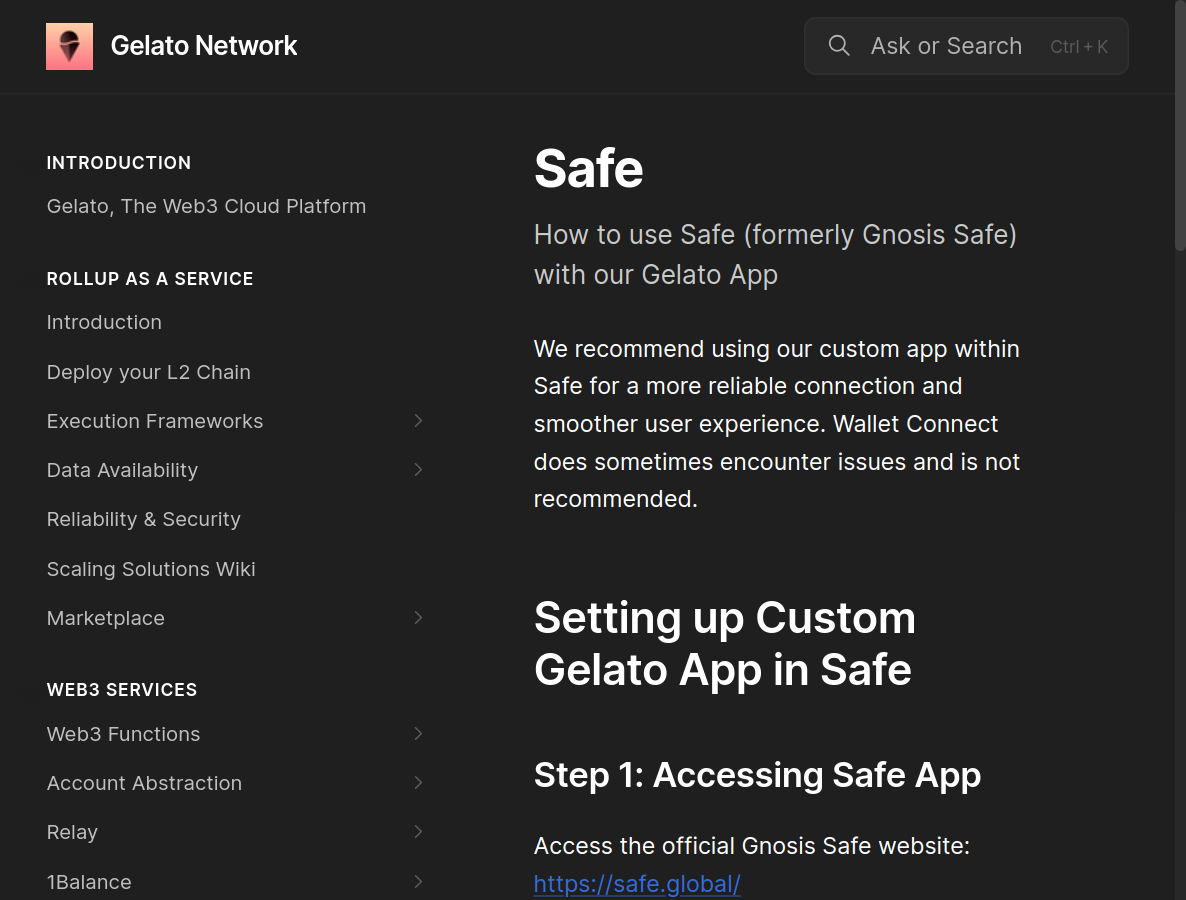 Gelato Network
Ask or Search Ctrl + K
INTRODUCTION
Gelato, The Web3 Cloud Platform
ROLLUP AS A SERVICE
Introduction
Deploy your L2 Chain
Execution Frameworks
Data Availability
Reliability & Security
Scaling Solutions Wiki
Marketplace
WEB3 SERVICES
Web3 Functions
Account Abstraction
Relay
1Balance
Safe
How to use Safe (formerly Gnosis Safe)
with our Gelato App
We recommend using our custom app within
Safe for a more reliable connection and
smoother user experience. Wallet Connect
does sometimes encounter issues and is not
recommended.
Setting up Custom
Gelato App in Safe
Step 1: Accessing Safe App
Access the official Gnosis Safe website:
https://safe.global/